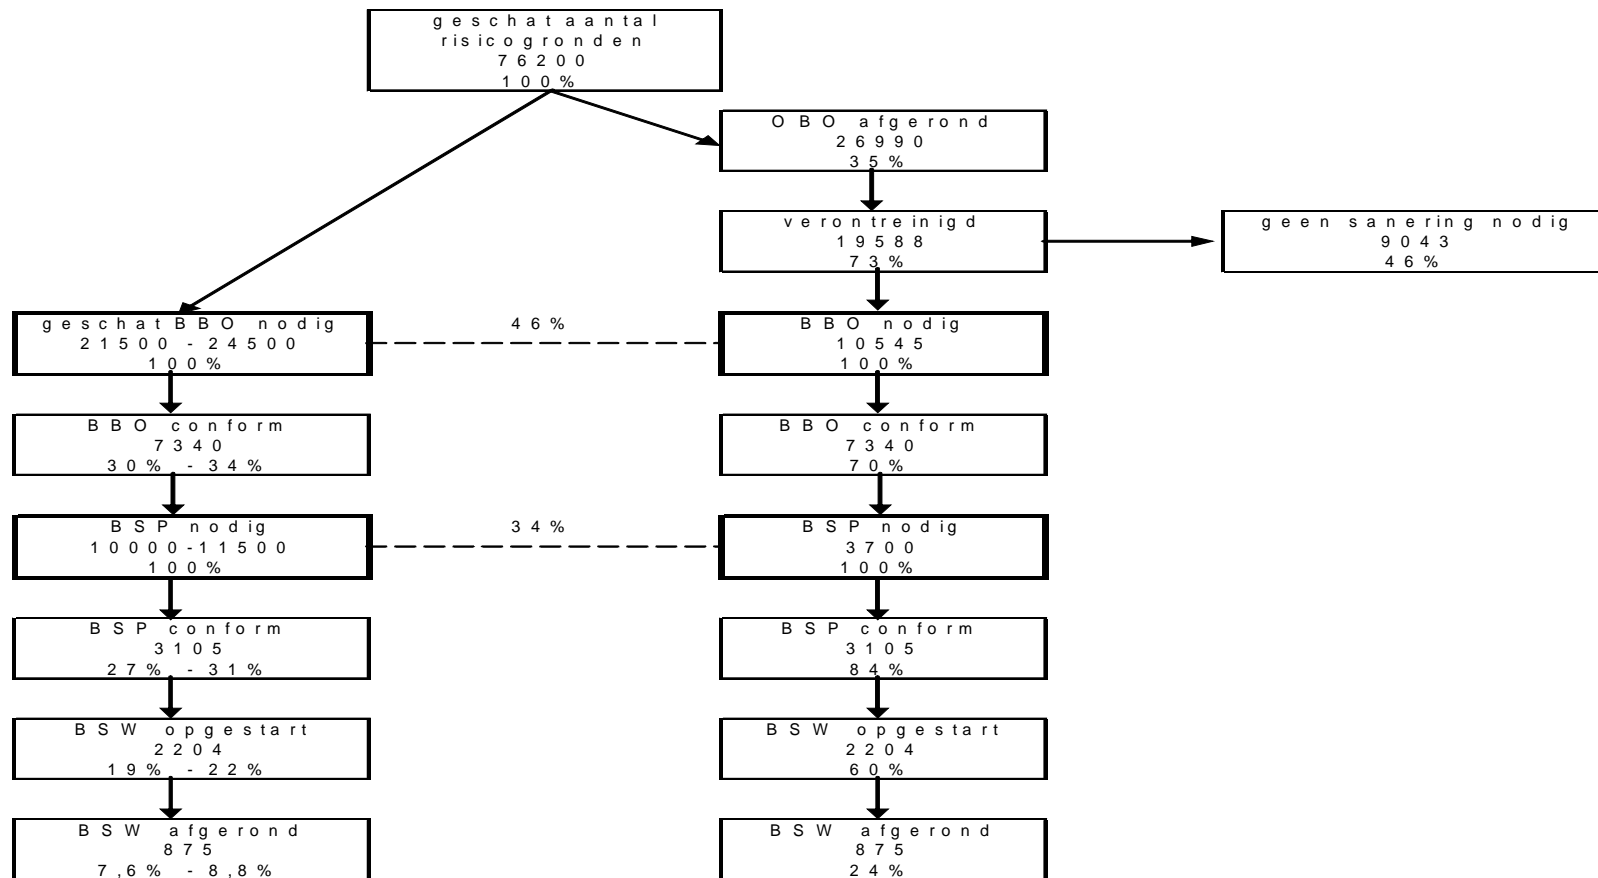 geschat aantal
risicogronden
76200
100%
OBO afgerond
26990
35%
verontreinigd
19588
73%
geen sanering nodig
9043
46%
geschat BBO nodig
21500 - 24500
100%
46%
BBO nodig
10545
100%
BBO conform
7340
30% - 34%
BBO conform
7340
70%
BSP nodig
10000-11500
100%
34%
BSP nodig
3700
100%
BSP conform
3105
27% - 31%
BSP conform
3105
84%
BSW opgestart
2204
19% - 22%
BSW opgestart
2204
60%
BSW afgerond
875
7,6% - 8,8%
BSW afgerond
875
24%